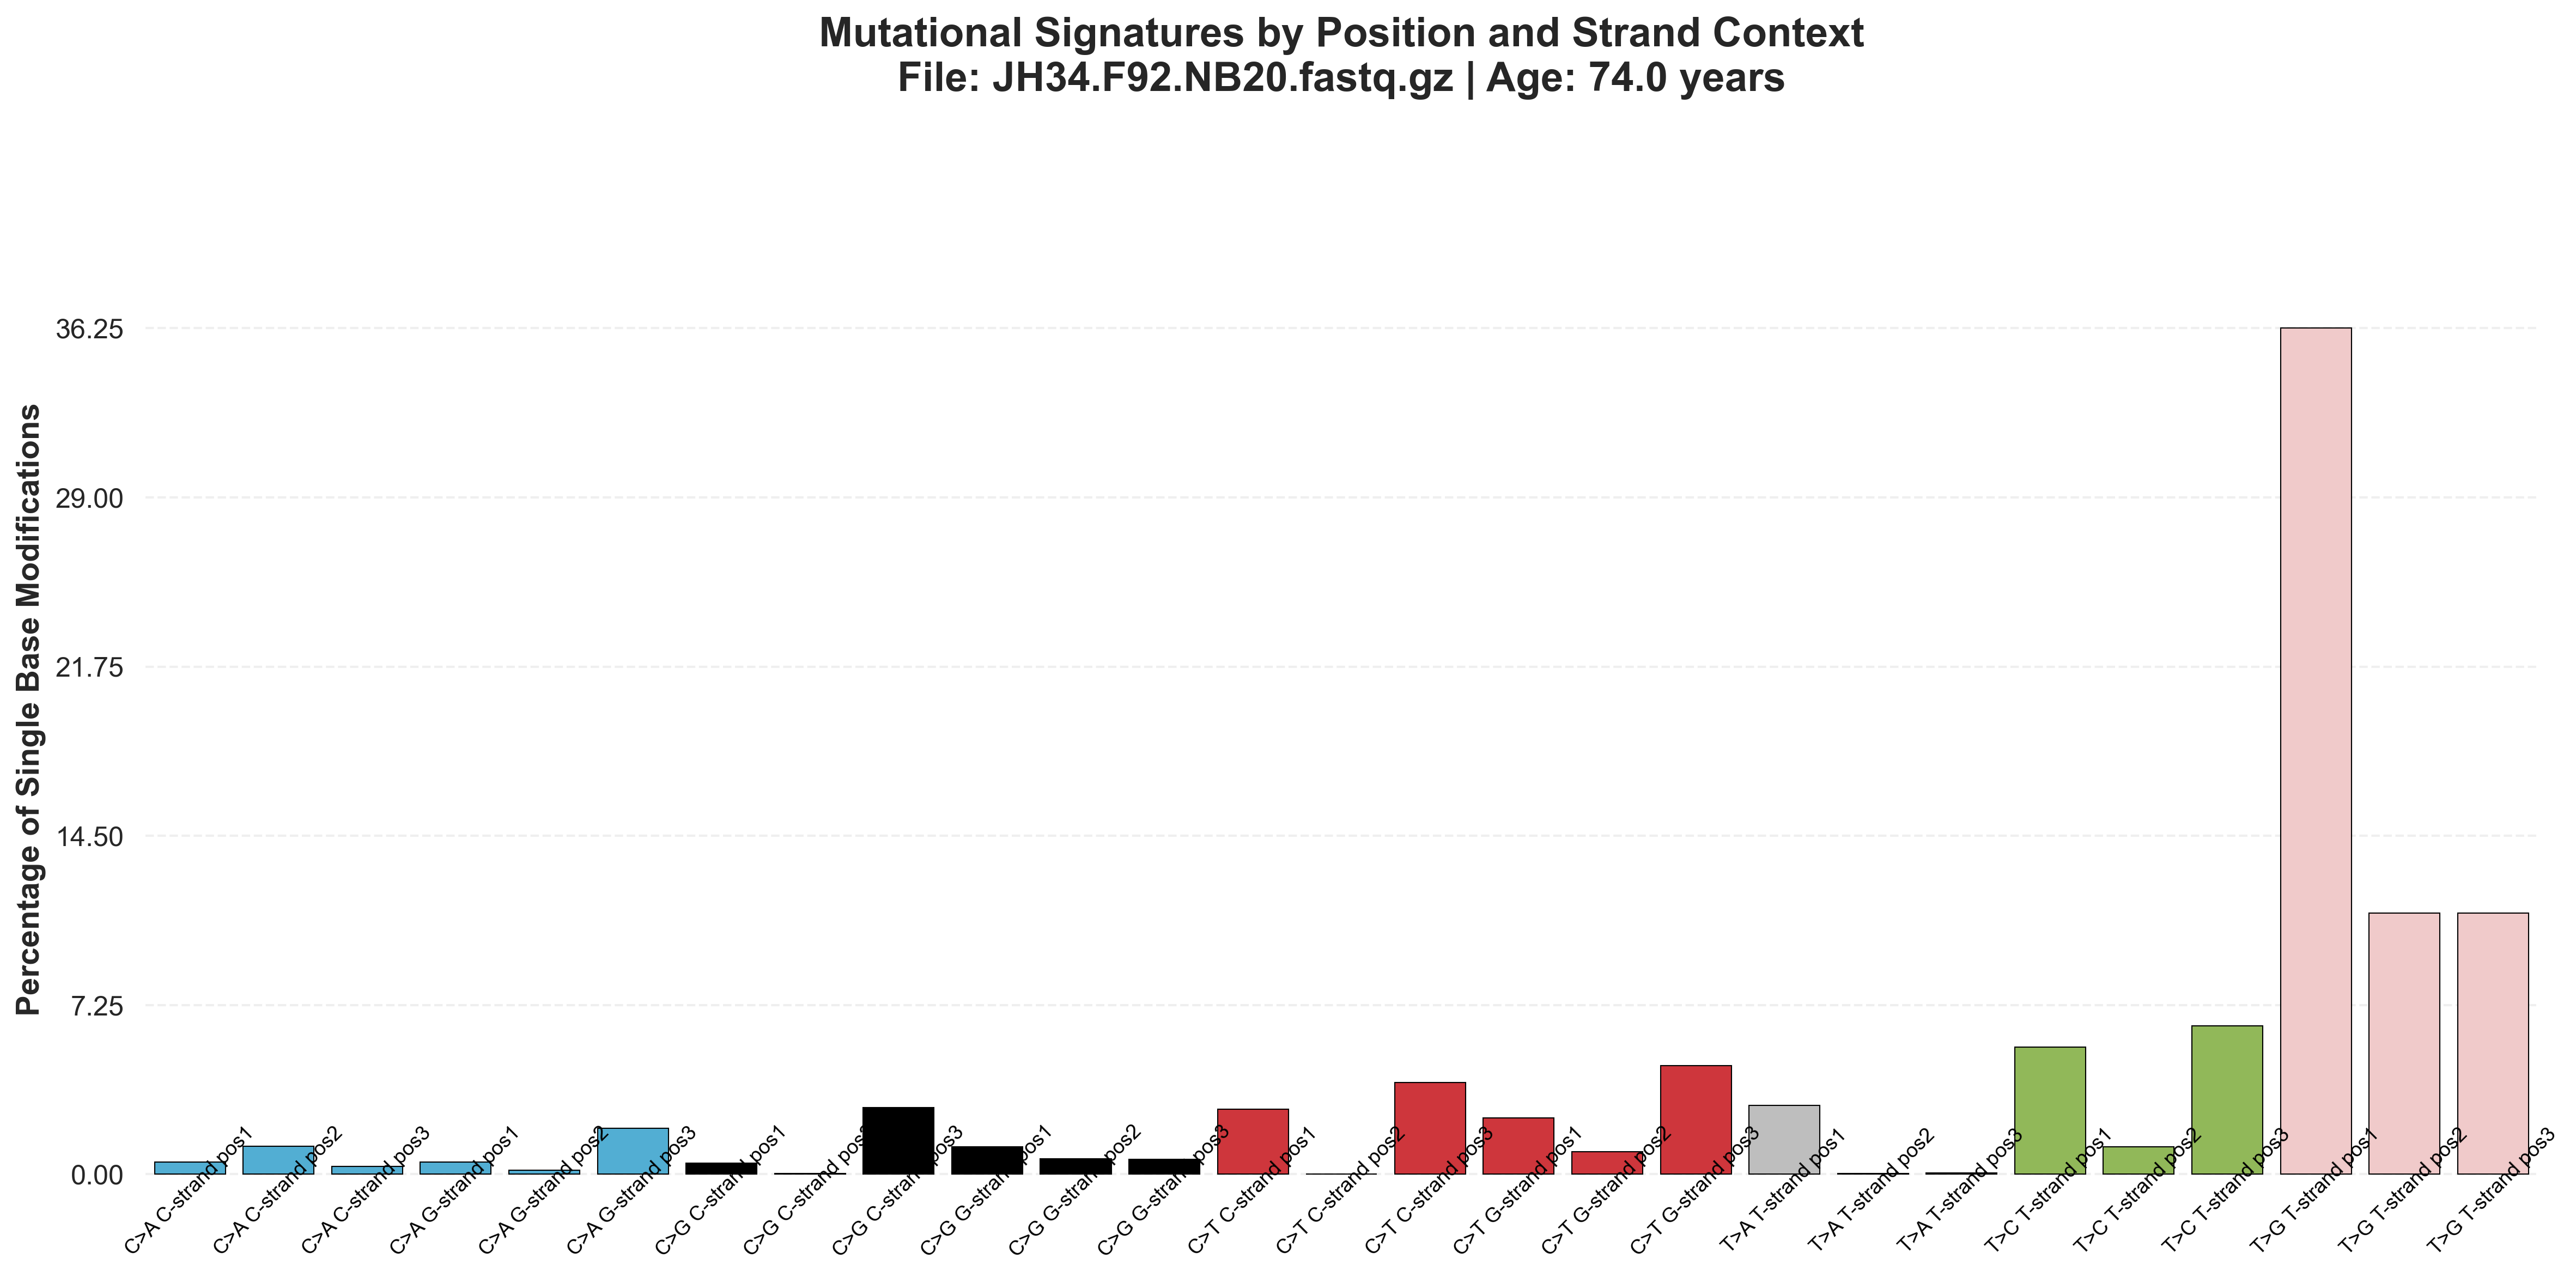 Mutational Signatures by Position and Strand Context
File: JH34.F92.NB20.fastq.gz | Age: 74.0 years
Percentage of Single Base Modifications
36.25
29.00
21.75
14.50
7.25
0.00
C>A C-strand pos1
C>A C-strand pos2
C>A C-strand pos3
C>A G-strand pos1
C>A G-strand pos2
C>A G-strand pos3
C>G C-strand pos1
C>G C-strand pos2
C>G C-strand pos3
C>G G-strand pos1
C>G G-strand pos2
C>G G-strand pos3
C>T C-strand pos1
C>T C-strand pos2
C>T C-strand pos3
C>T G-strand pos1
C>T G-strand pos2
C>T G-strand pos3
T>A T-strand pos1
T>A T-strand pos2
T>A T-strand pos3
T>C T-strand pos1
T>C T-strand pos2
T>C T-strand pos3
T>G T-strand pos1
T>G T-strand pos2
T>G T-strand pos3